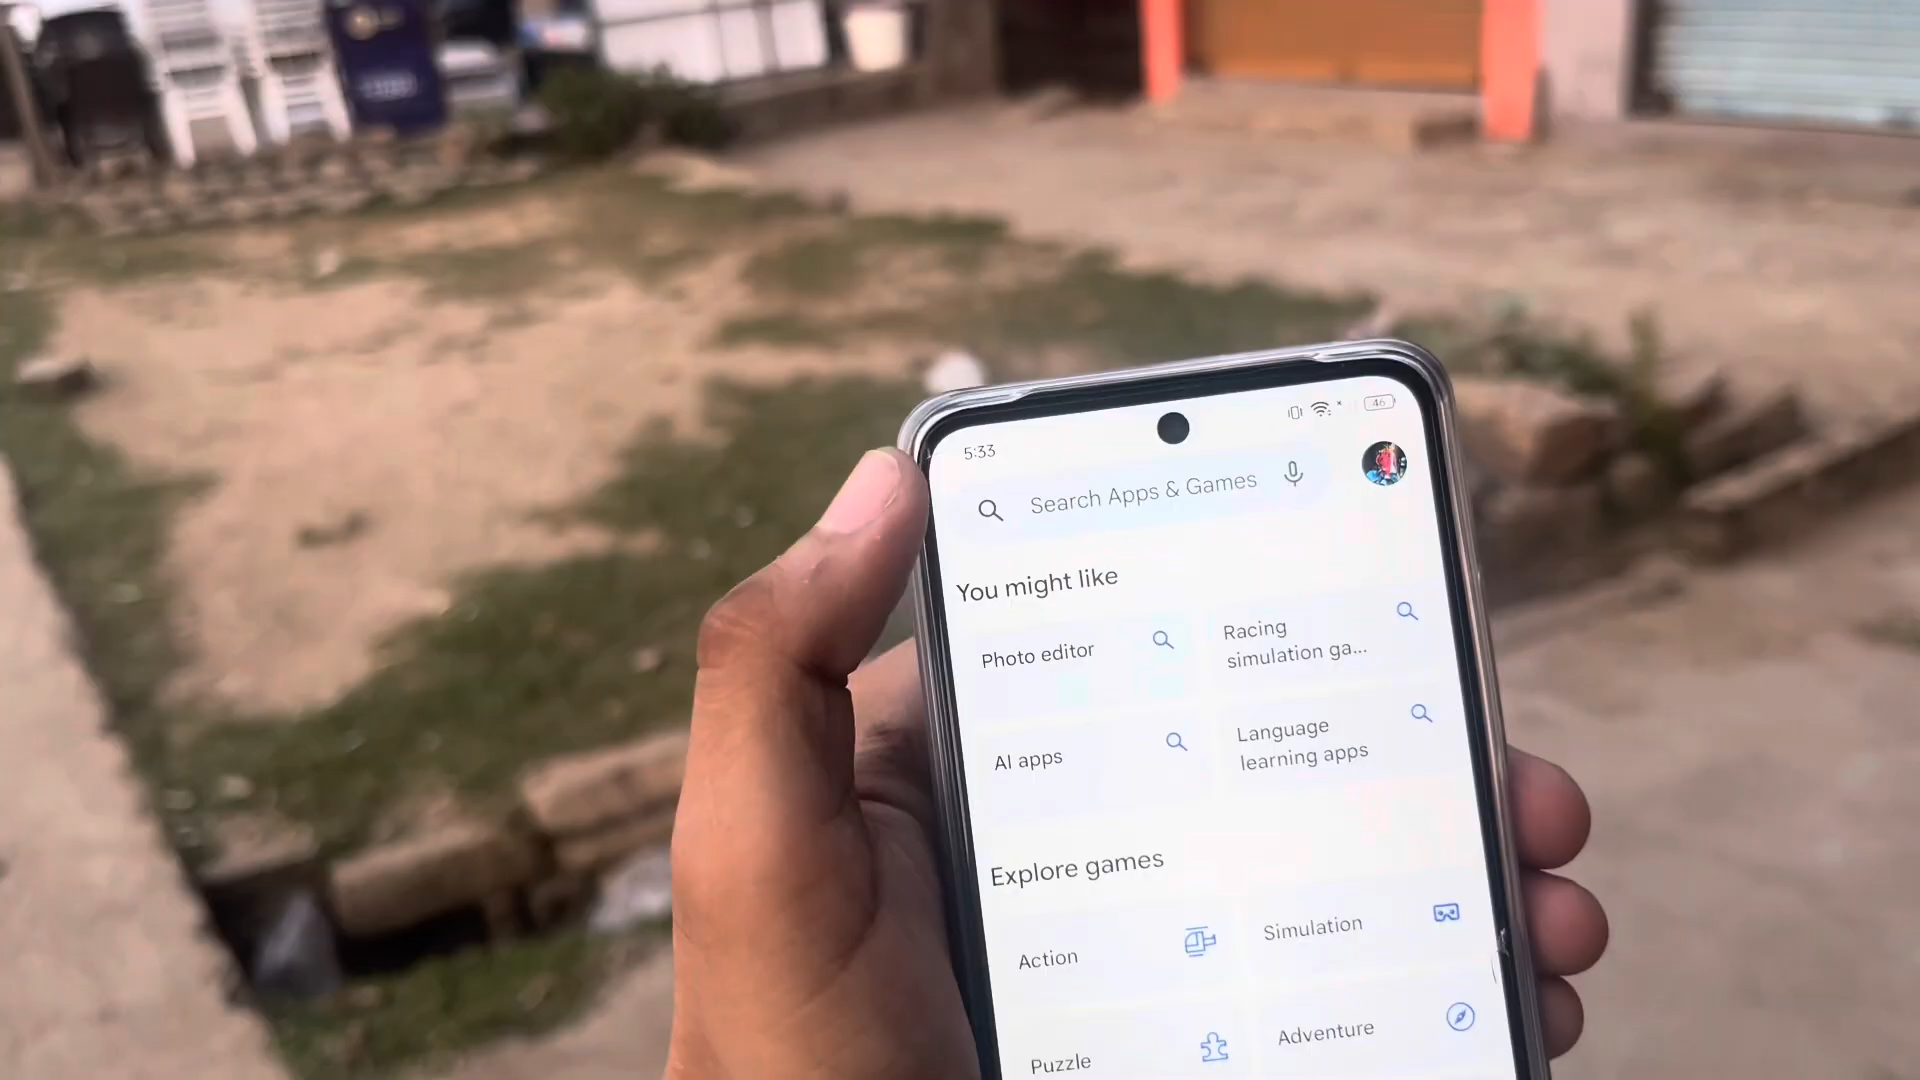 5:33
46
Search Apps & Games
You might like
Photo editor
Racing
simulation ga...
AI apps
Language
learning apps
Explore games
Action
Simulation
Puzzle
Adventure